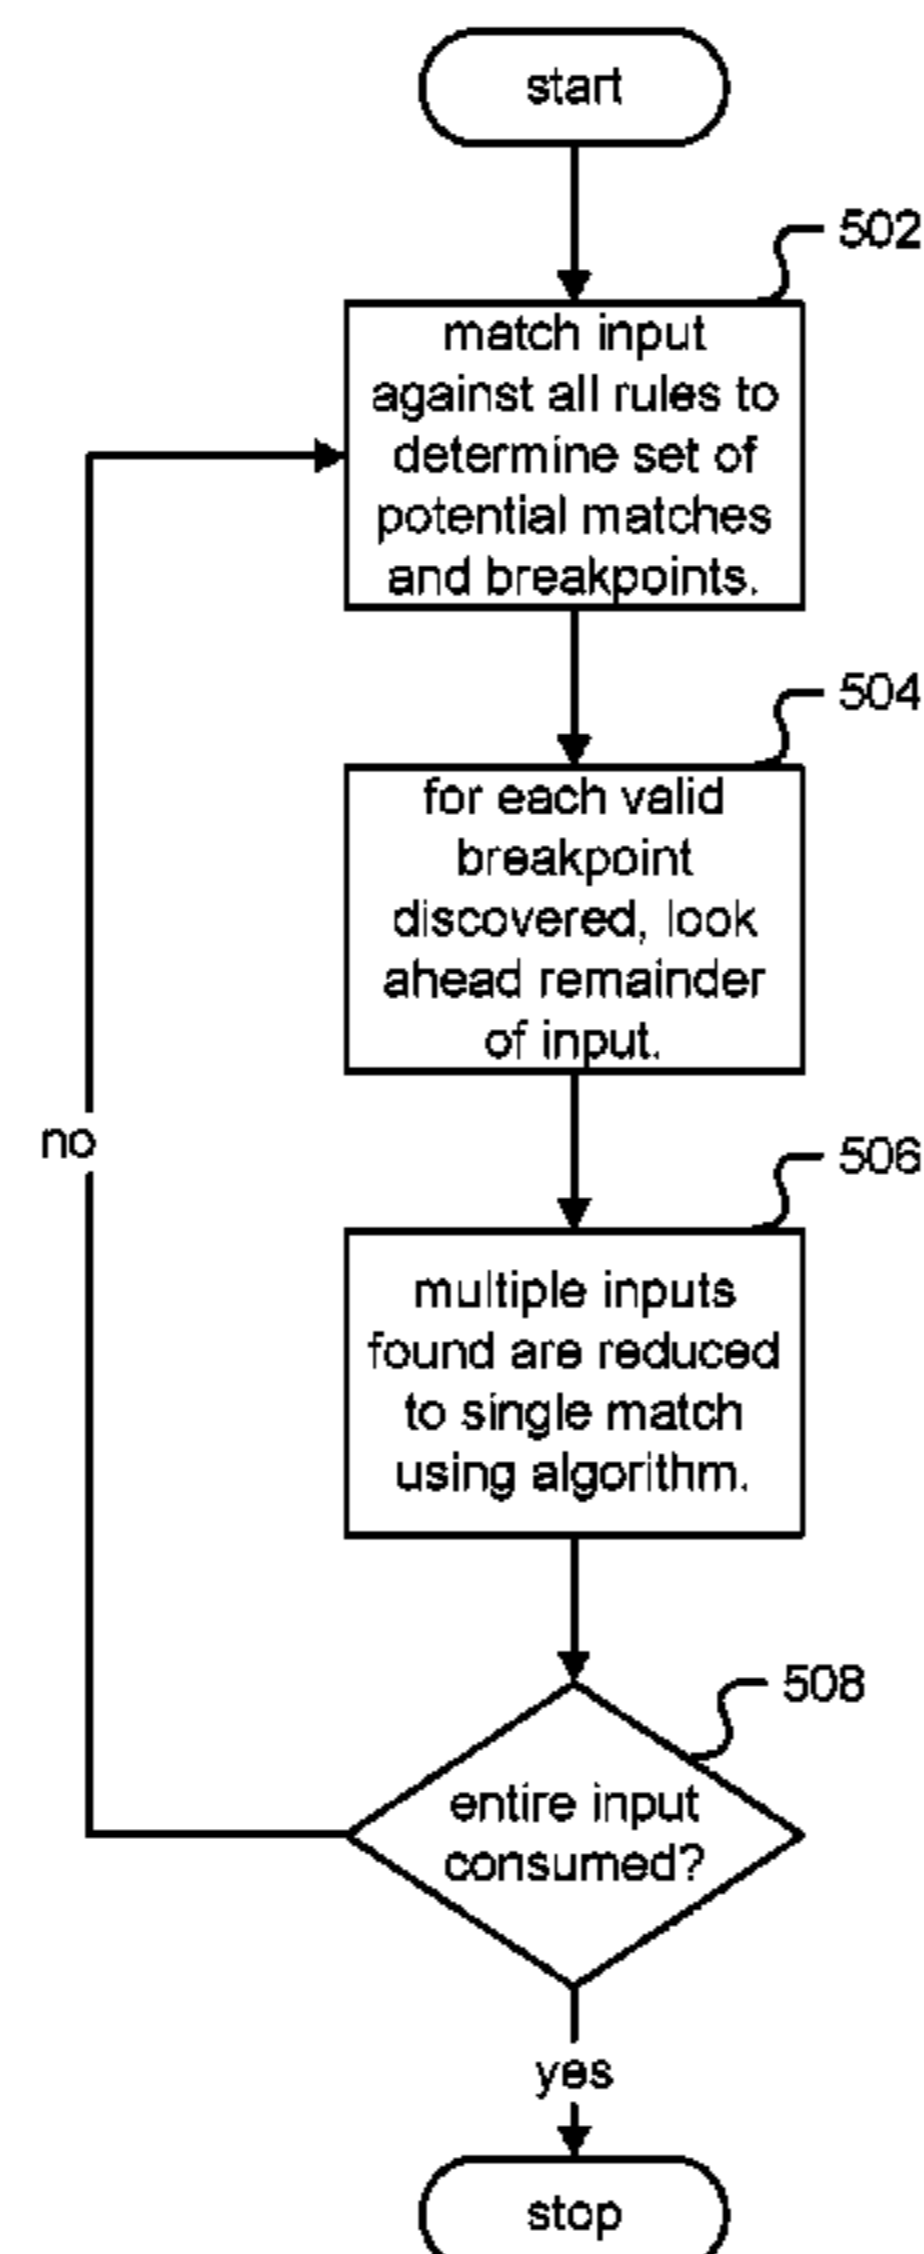 start
502
match input
against all rules to
determine set of
potential matches
and breakpoints.
504
for each valid
breakpoint
discovered, look
ahead remainder
of input.
no
506
multiple inputs
found are reduced
to single match
using algorithm.
508
entire input
consumed?
yes
stop